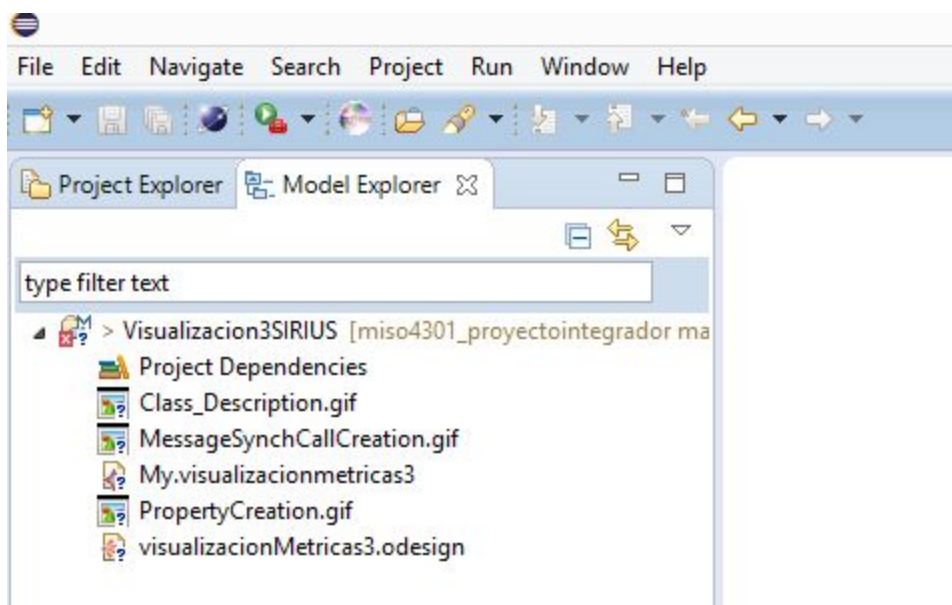 File Edit Navigate Search Project Run Window Help
Project Explorer Model Explorer
type filter text
> Visualizacion3SIRIUS [miso4301_proyectointegrador ma
Project Dependencies
Class_Description.gif
MessageSynchCallCreation.gif
My.visualizacionmetricas3
PropertyCreation.gif
visualizacionMetricas3.odesign